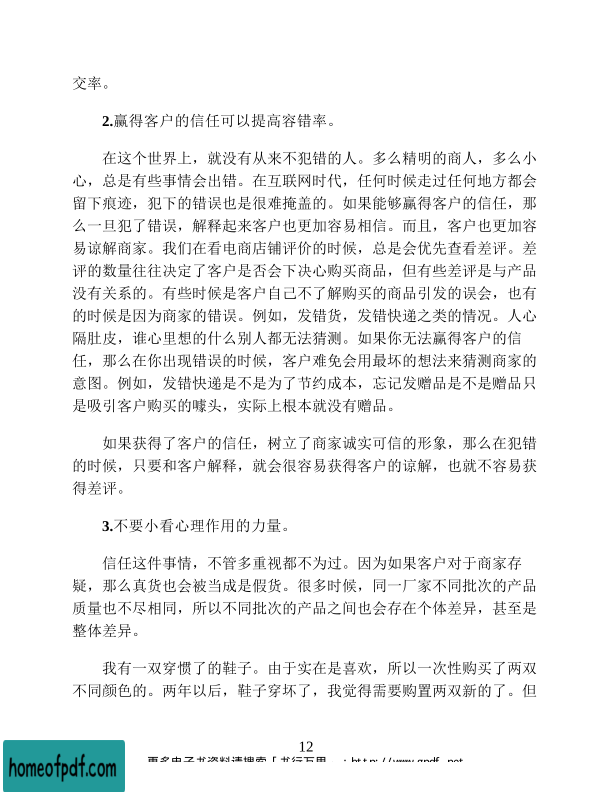 交率。
2.赢得客户的信任可以提高容错率。
在这个世界上，就没有从来不犯错的人。多么精明的商人，多么小
心，总是有些事情会出错。在互联网时代，任何时候走过任何地方都会
留下痕迹，犯下的错误也是很难掩盖的。如果能够赢得客户的信任，那
么一旦犯了错误，解释起来客户也更加容易相信。而且，客户也更加容
易谅解商家。我们在看电商店铺评价的时候，总是会优先查看差评。差
评的数量往往决定了客户是否会下决心购买商品，但有些差评是与产品
没有关系的。有些时候是客户自己不了解购买的商品引发的误会，也有
的时候是因为商家的错误。例如，发错货，发错快递之类的情况。人心
隔肚皮，谁心里想的什么别人都无法猜测。如果你无法赢得客户的信
任，那么在你出现错误的时候，客户难免会用最坏的想法来猜测商家的
意图。例如，发错快递是不是为了节约成本，忘记发赠品是不是赠品只
是吸引客户购买的噱头，实际上根本就没有赠品。
如果获得了客户的信任，树立了商家诚实可信的形象，那么在犯错
的时候，只要和客户解释，就会很容易获得客户的谅解，也就不容易获
得差评。
3.不要小看心理作用的力量。
信任这件事情，不管多重视都不为过。因为如果客户对于商家存
疑，那么真货也会被当成是假货。很多时候，同一厂家不同批次的产品
质量也不尽相同，所以不同批次的产品之间也会存在个体差异，甚至是
整体差异。
我有一双穿惯了的鞋子。由于实在是喜欢，所以一次性购买了两双
不同颜色的。两年以后，鞋子穿坏了，我觉得需要购置两双新的了。但
12
更多电子书资料请搜索「书行万里
homeofpdf.com